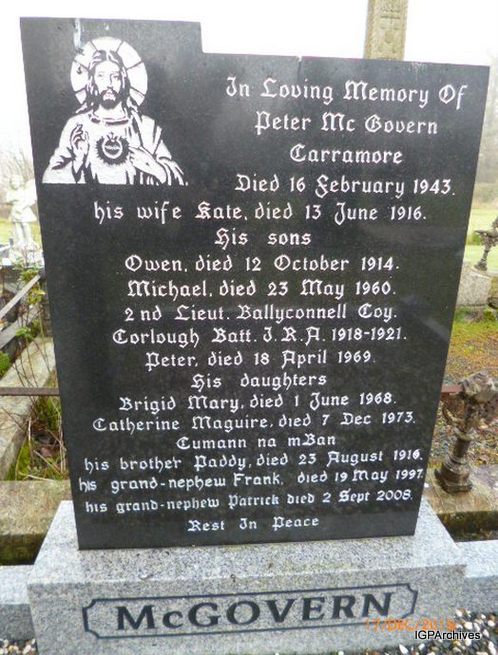 In Loving Memory Of
Peter Mc Govern
Carramore
Died 16 February 1943.
his wife Kate, died 13 June 1916.
His sons
Owen, died 12 October 1914.
Michael, died 23 May 1960.
2nd Lieut. Ballyconnell Coy.
Corlough Batt. I.R.A. 1918-1921.
Peter, died 18 April 1969.
His daughters
Brigid Mary, died 1 June 1968.
Catherine Maguire, died 7 Dec 1973.
Cumann na mBan
his brother Paddy, died 23 August 1916.
his grand-nephew Frank, died 19 May 1997.
his grand-nephew Patrick died 2 Sept 2008.
Rest In Peace
McGOVERN
IGPArchives